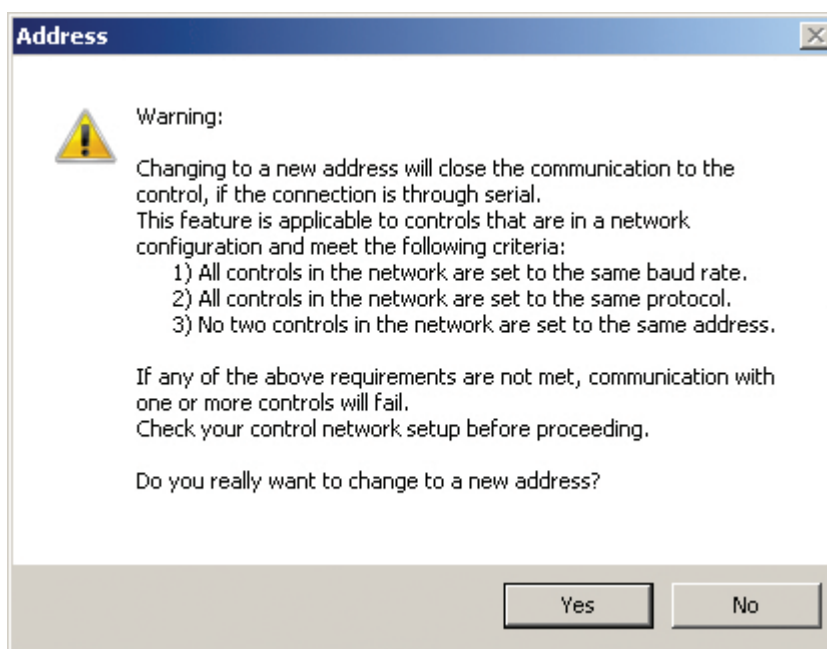 Address
Warning:
Changing to a new address will close the communication to the
control, if the connection is through serial.
This feature is applicable to controls that are in a network
configuration and meet the following criteria:
1) All controls in the network are set to the same baud rate.
2) All controls in the network are set to the same protocol.
3) No two controls in the network are set to the same address.
If any of the above requirements are not met, communication with
one or more controls will fail.
Check your control network setup before proceeding.
Do you really want to change to a new address?
Yes No